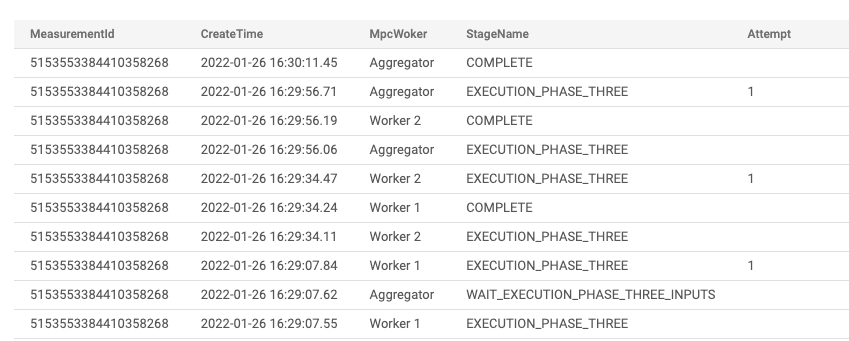 MeasurementId CreateTime MpcWoker StageName Attempt
5153553384410358268 2022-01-26 16:30:11.45 Aggregator COMPLETE
5153553384410358268 2022-01-26 16:29:56.71 Aggregator EXECUTION_PHASE_THREE 1
5153553384410358268 2022-01-26 16:29:56.19 Worker 2 COMPLETE
5153553384410358268 2022-01-26 16:29:56.06 Aggregator EXECUTION_PHASE_THREE
5153553384410358268 2022-01-26 16:29:34.47 Worker 2 EXECUTION_PHASE_THREE 1
5153553384410358268 2022-01-26 16:29:34.24 Worker 1 COMPLETE
5153553384410358268 2022-01-26 16:29:34.11 Worker 2 EXECUTION_PHASE_THREE
5153553384410358268 2022-01-26 16:29:07.84 Worker 1 EXECUTION_PHASE_THREE 1
5153553384410358268 2022-01-26 16:29:07.62 Aggregator WAIT_EXECUTION_PHASE_THREE_INPUTS
5153553384410358268 2022-01-26 16:29:07.55 Worker 1 EXECUTION_PHASE_THREE